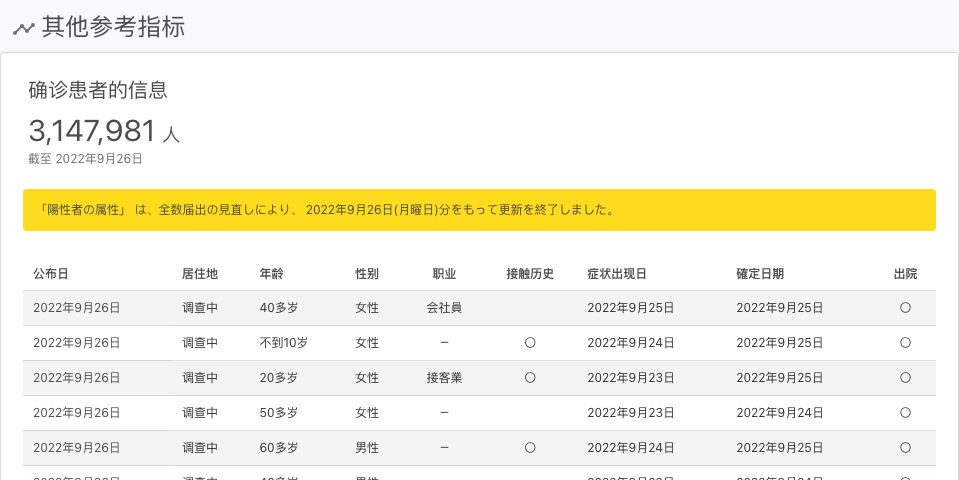 其他参考指标
确诊患者的信息
3,147,981 人
截至 2022年9月26日
「陽性者の属性」 は、全数届出の見直しにより、 2022年9月26日(月曜日)分をもって更新を終了しました。
公布日 居住地 年龄 性别 职业 接触历史 症状出现日 確定日期 出院
2022年9月26日 调查中 40多岁 女性 会社員 2022年9月25日 2022年9月25日 〇
2022年9月26日 调查中 不到10岁 女性 － 〇 2022年9月24日 2022年9月25日 〇
2022年9月26日 调查中 20多岁 女性 接客業 〇 2022年9月23日 2022年9月25日 〇
2022年9月26日 调查中 50多岁 女性 － 2022年9月23日 2022年9月24日 〇
2022年9月26日 调查中 60多岁 男性 － 〇 2022年9月24日 2022年9月25日 〇